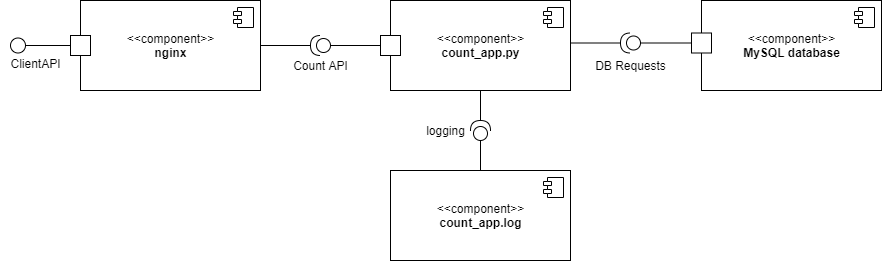 <<component>>
nginx
ClientAPI
Count API
<<component>>
count_app.py
DB Requests
<<component>>
MySQL database
logging
<<component>>
count_app.log